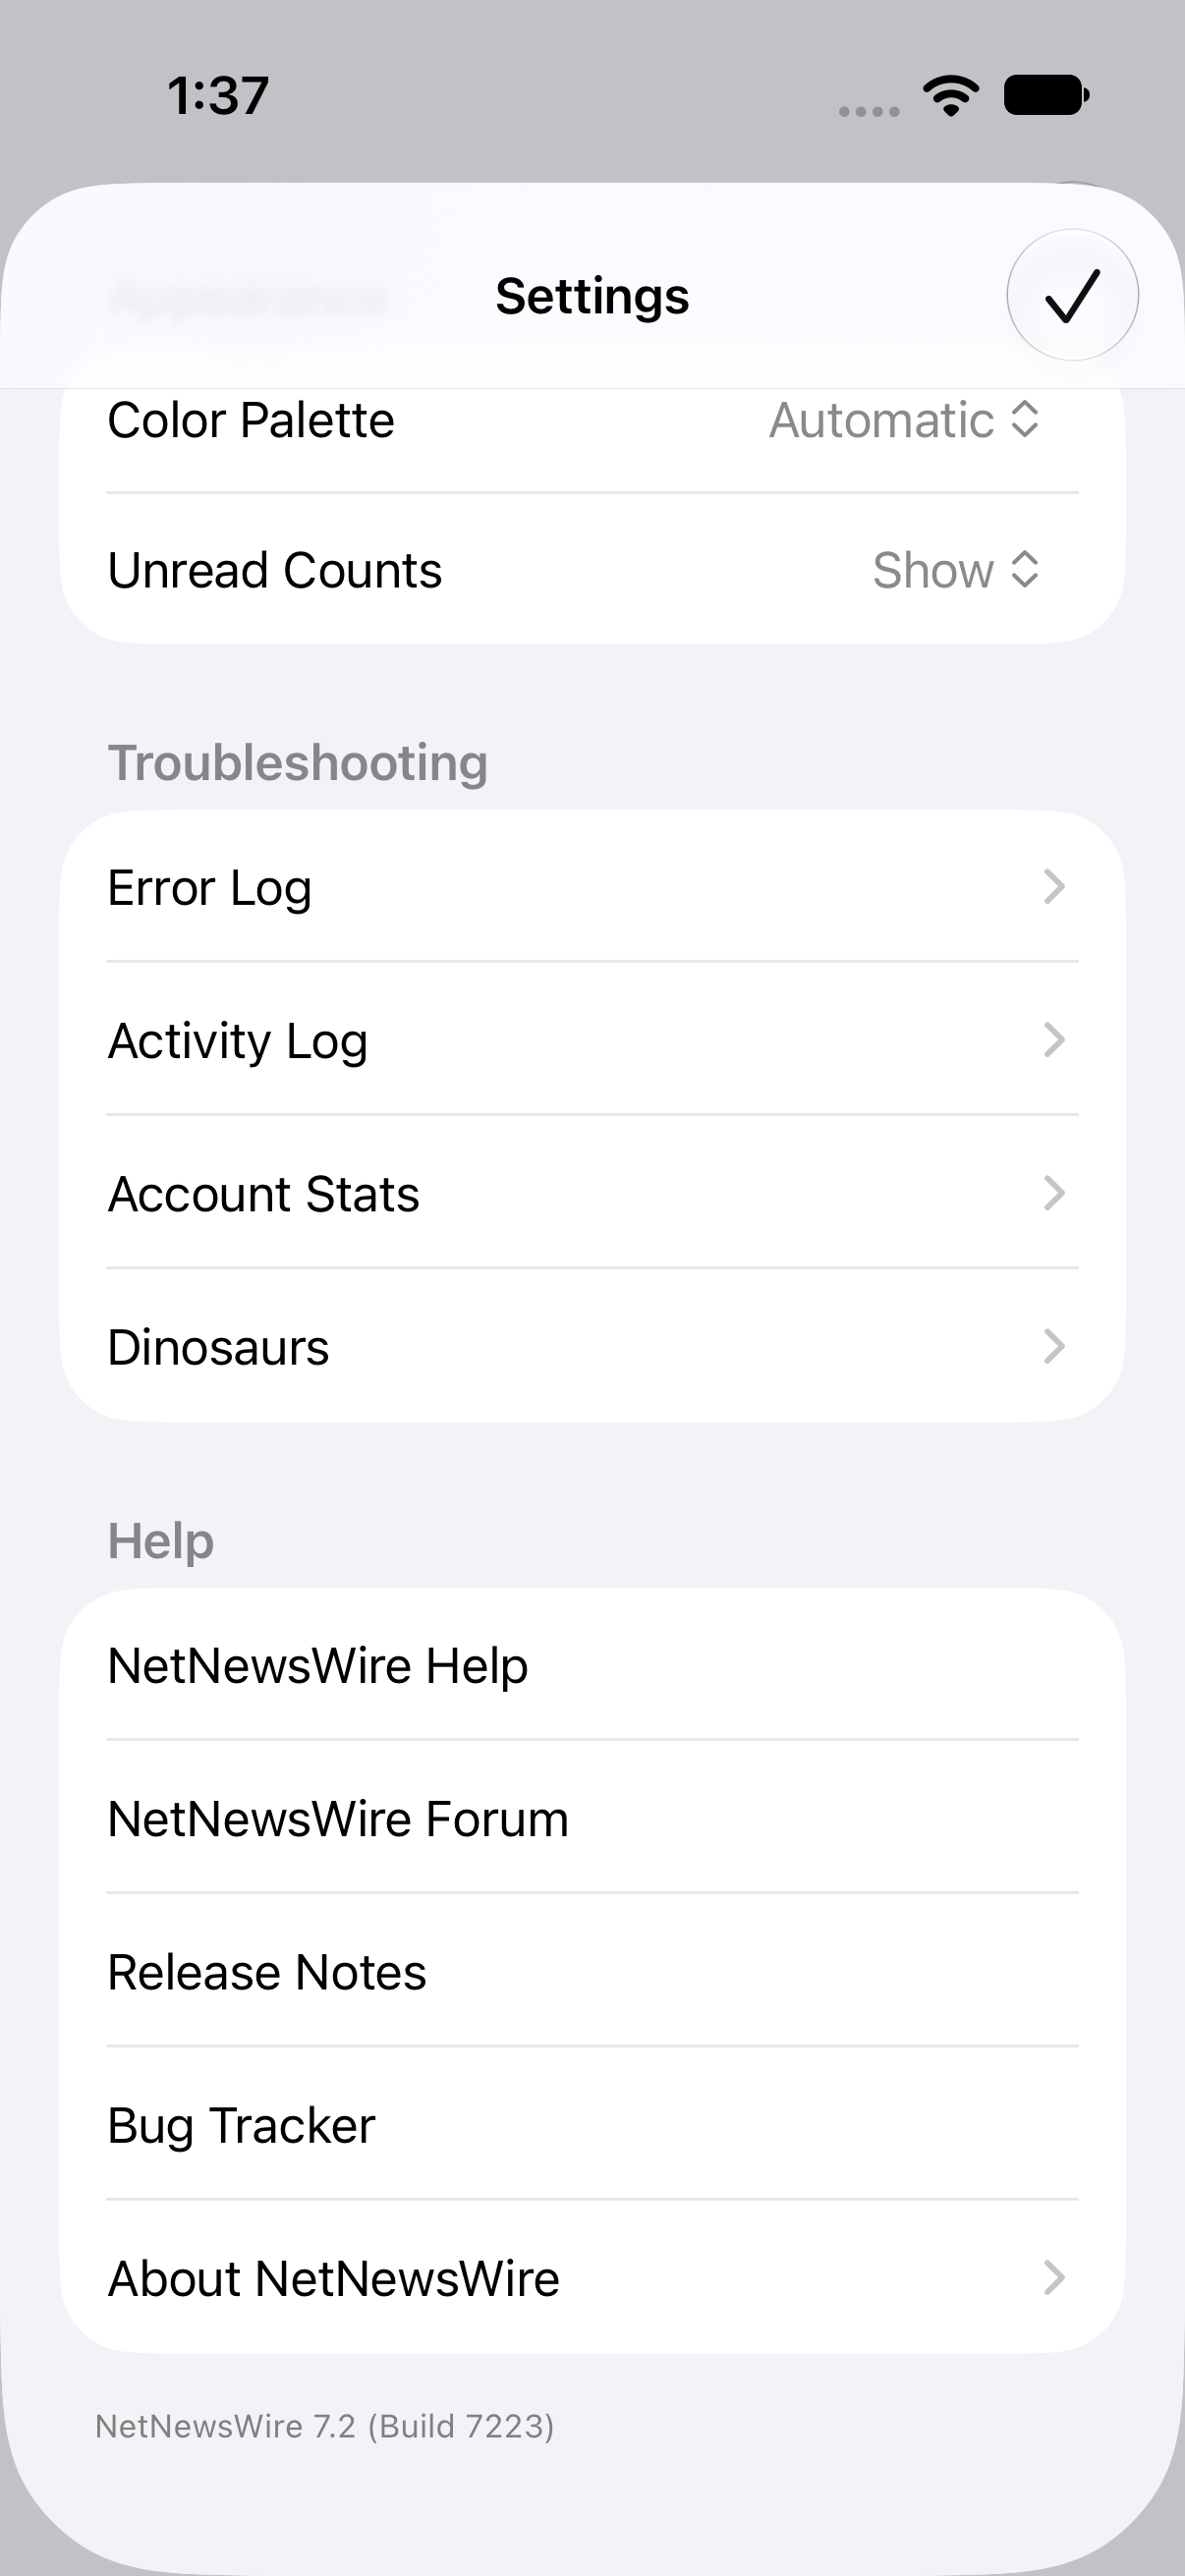 1:37
Appearance
Settings
Color Palette
Automatic
Unread Counts
Show
Troubleshooting
Error Log
Activity Log
Account Stats
Dinosaurs
Help
NetNewsWire Help
NetNewsWire Forum
Release Notes
Bug Tracker
About NetNewsWire
NetNewsWire 7.2 (Build 7223)